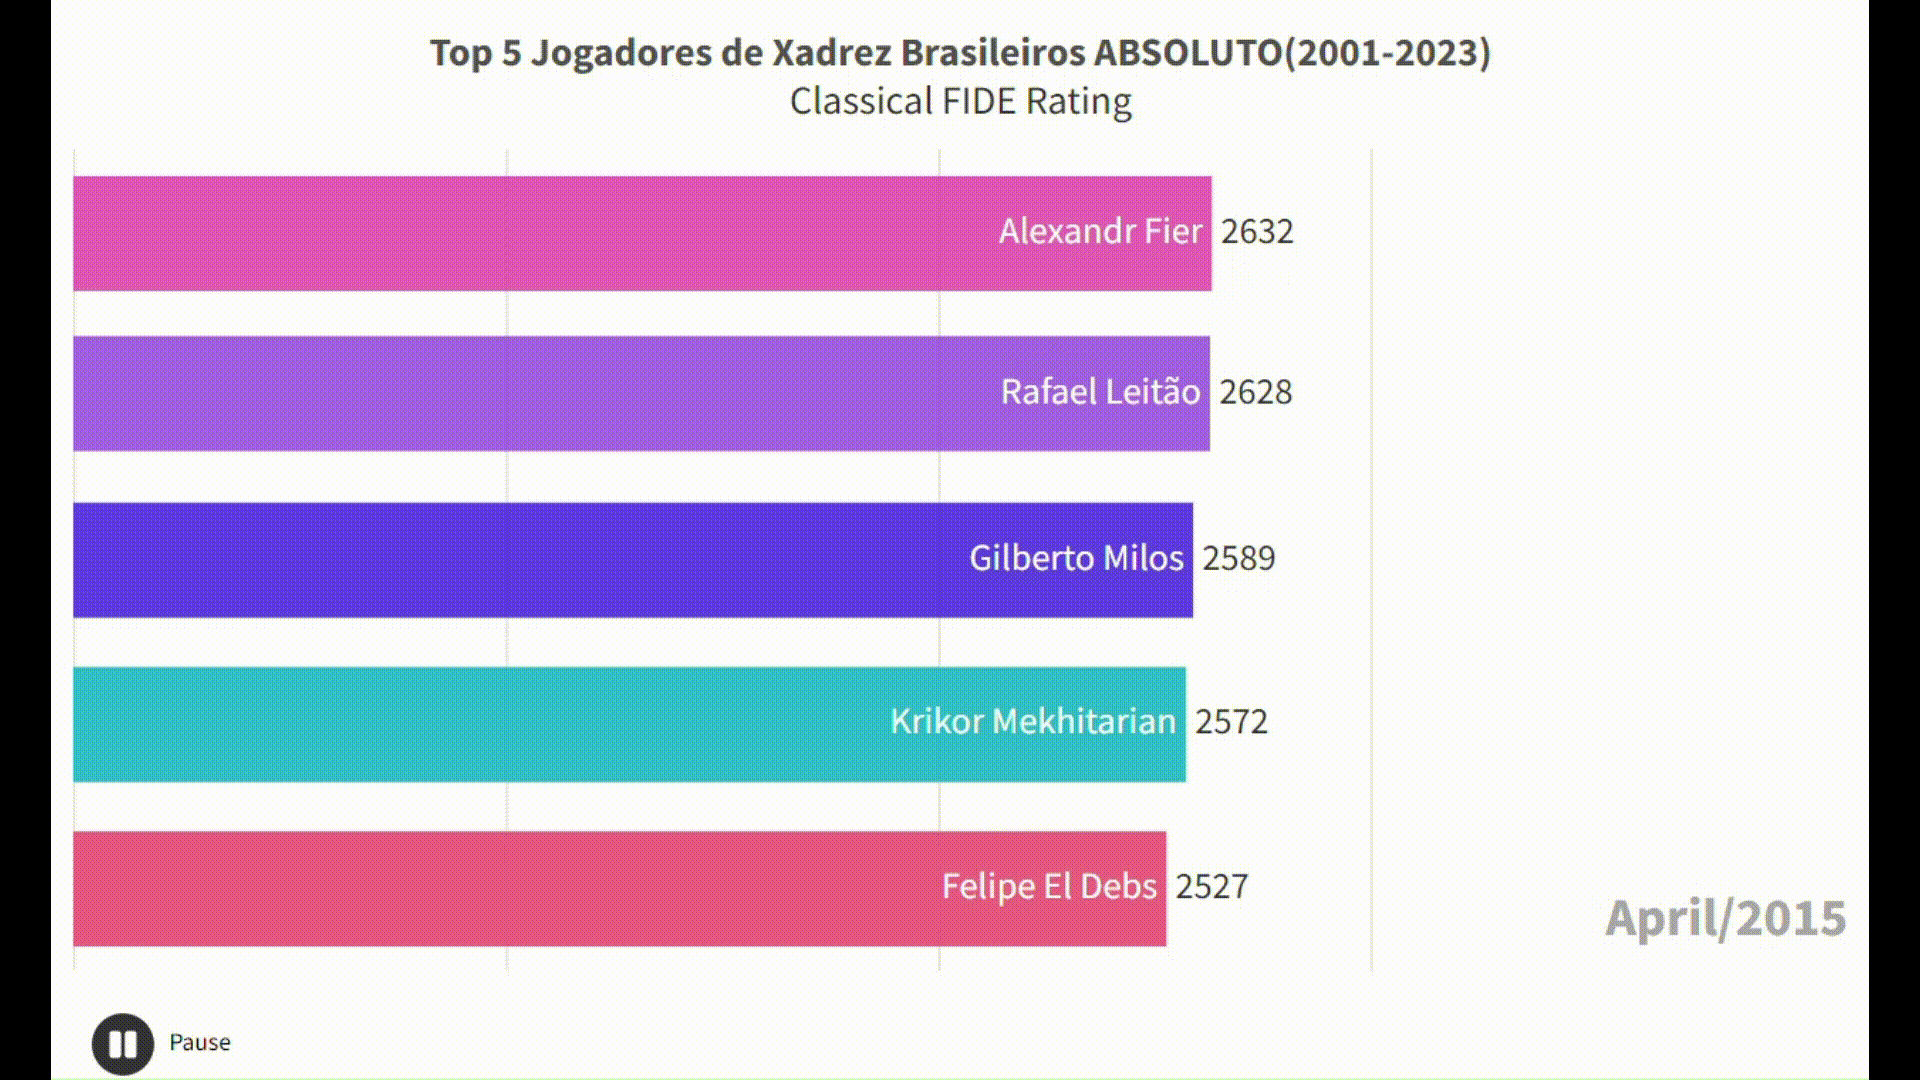 Top 5 Jogadores de Xadrez Brasileiros ABSOLUTO(2001-2023)
Classical FIDE Rating
Alexandr Fier 2632
Rafael Leitão 2628
Gilberto Milos 2589
Krikor Mekhitarian 2572
Felipe El Debs 2527
April/2015
Pause